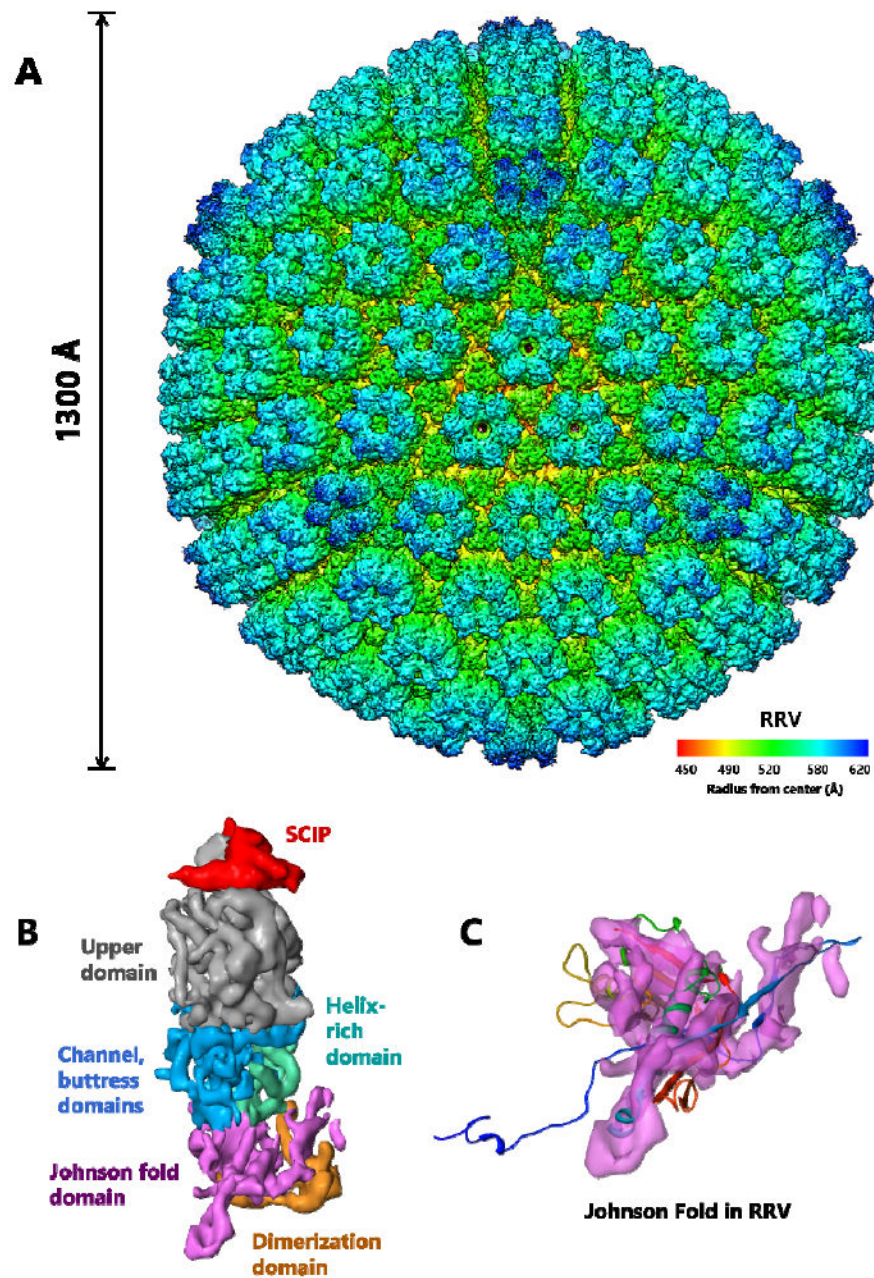 A
1300 Å
RRV
450 490 520 580 620
Radius from center (Å)
SCIP
B
C
Upper
domain
Helix-
rich
domain
Channel,
buttress
domains
Johnson fold
domain
Dimerization
domain
Johnson Fold in RRV